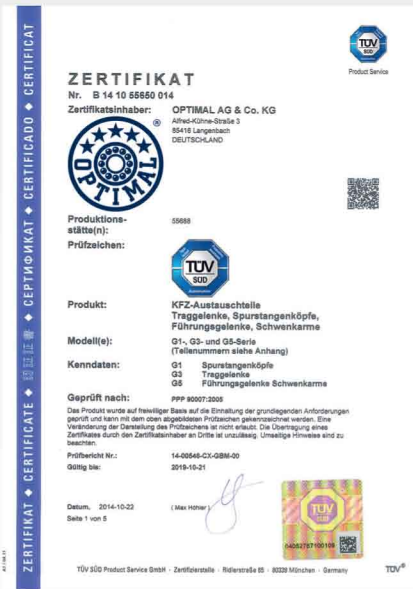 TÜV
SÜD
Product Service
ZERTIFIKAT
Nr. B 14 10 55650 014
Zertifikatsinhaber: OPTIMAL AG & Co. KG
Alfred-Kühne-Straße 3
85416 Langenbach
DEUTSCHLAND
OPTIMAL
®
Produktions-
stätte(n): 55688
Prüfzeichen:
TÜV
SÜD
Produkt: KFZ-Austauschteile
Traggelenke, Spurstangenköpfe,
Führungsgelenke, Schwenkarme
Modell(e): G1-, G3- und G5-Serie
(Teilenummern siehe Anhang)
Kenndaten: G1 Spurstangenköpfe
G3 Traggelenke
G5 Führungsgelenke Schwenkarme
Geprüft nach: PPP 90007:2005
Das Produkt wurde auf freiwilliger Basis auf die Einhaltung der grundlegenden Anforderungen
geprüft und kann mit dem oben abgebildeten Prüfzeichen gekennzeichnet werden. Eine
Veränderung der Darstellung des Prüfzeichens ist nicht erlaubt. Die Übertragung eines
Zertifikates durch den Zertifikatsinhaber an Dritte ist unzulässig. Umseitige Hinweise sind zu
beachten.
Prüfbericht Nr.: 14-00546-CX-GBM-00
Gültig bis: 2019-10-21
Datum, 2014-10-22 ( Max Höhler )
Seite 1 von 5
TÜV
SÜD
64052767100109
TÜV SÜD Product Service GmbH · Zertifizierstelle · Ridlerstraße 65 · 80339 München · Germany
TÜV®
ZERTIFIKAT ◆ CERTIFICATE ◆ 認証證書 ◆ СЕРТИФИКАТ ◆ CERTIFICADO ◆ CERTIFICAT